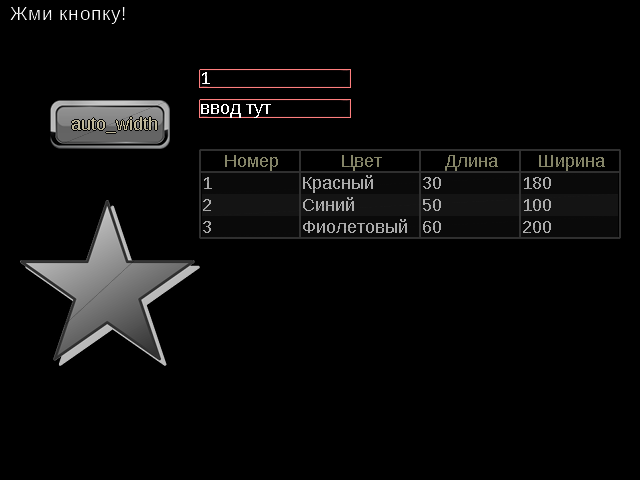 Жми кнопку!
1
auto_width
ввод тут
Номер Цвет Длина Ширина
1 Красный 30 180
2 Синий 50 100
3 Фиолетовый 60 200